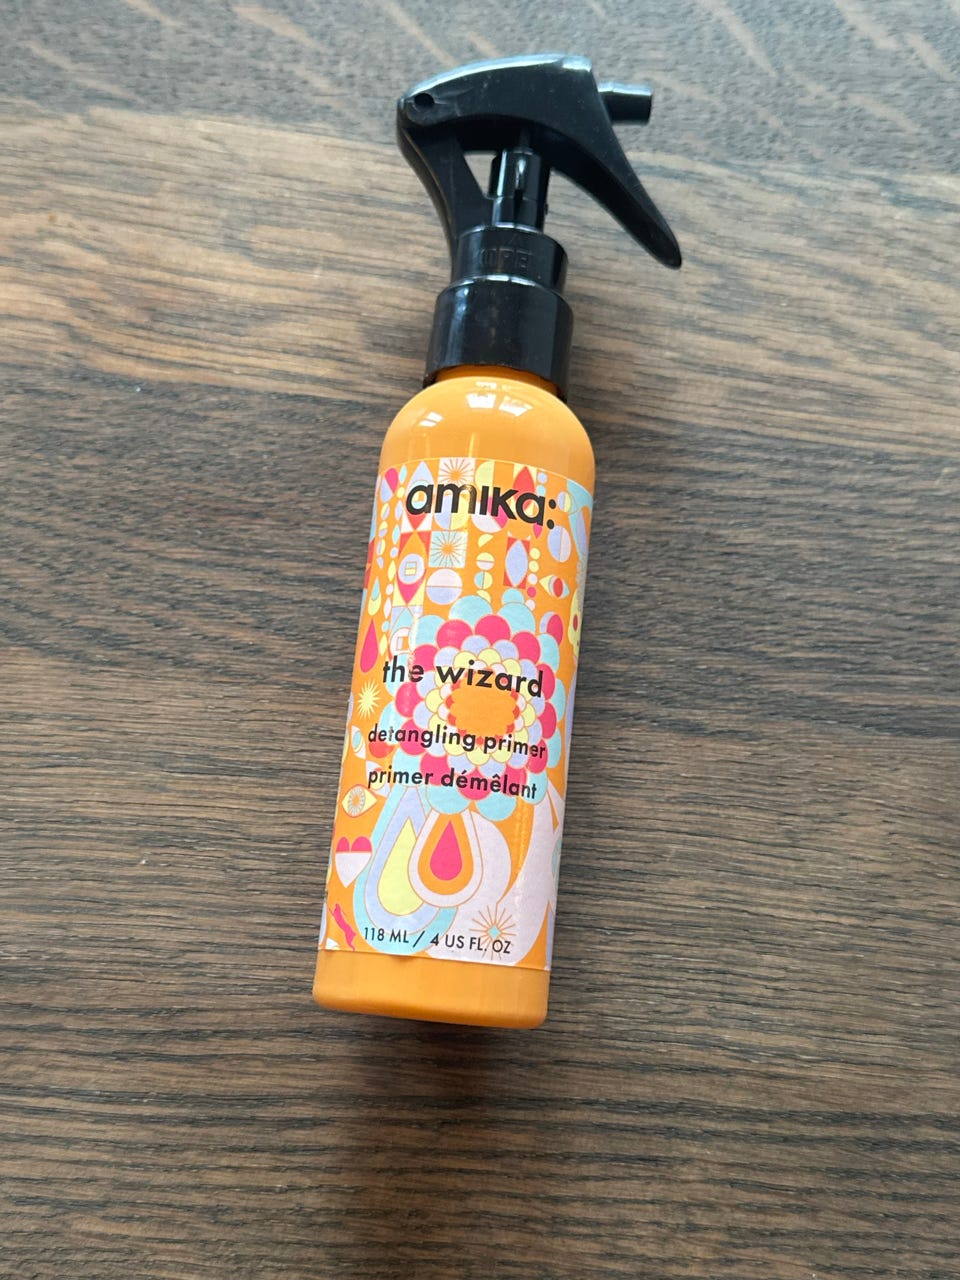 amika:
the wizard
detangling primer
primer démêlant
118 ML / 4 US FL. OZ